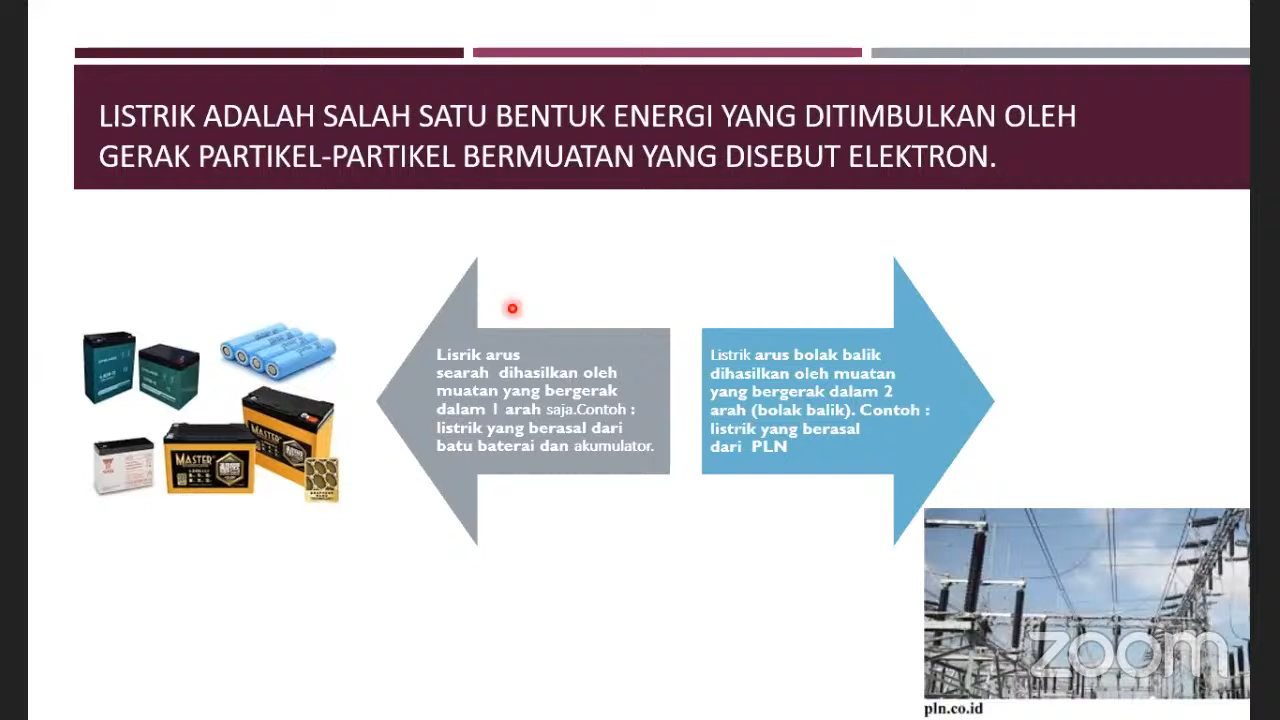 LISTRIK ADALAH SALAH SATU BENTUK ENERGI YANG DITIMBULKAN OLEH
GERAK PARTIKEL-PARTIKEL BERMUATAN YANG DISEBUT ELEKTRON.
Lisrik arus
searah dihasilkan oleh
muatan yang bergerak
dalam 1 arah saja.Contoh :
listrik yang berasal dari
batu baterai dan akumulator.
Listrik arus bolak balik
dihasilkan oleh muatan
yang bergerak dalam 2
arah (bolak balik). Contoh :
listrik yang berasal
dari PLN
MASTER
MASTER
zoom
pln.co.id